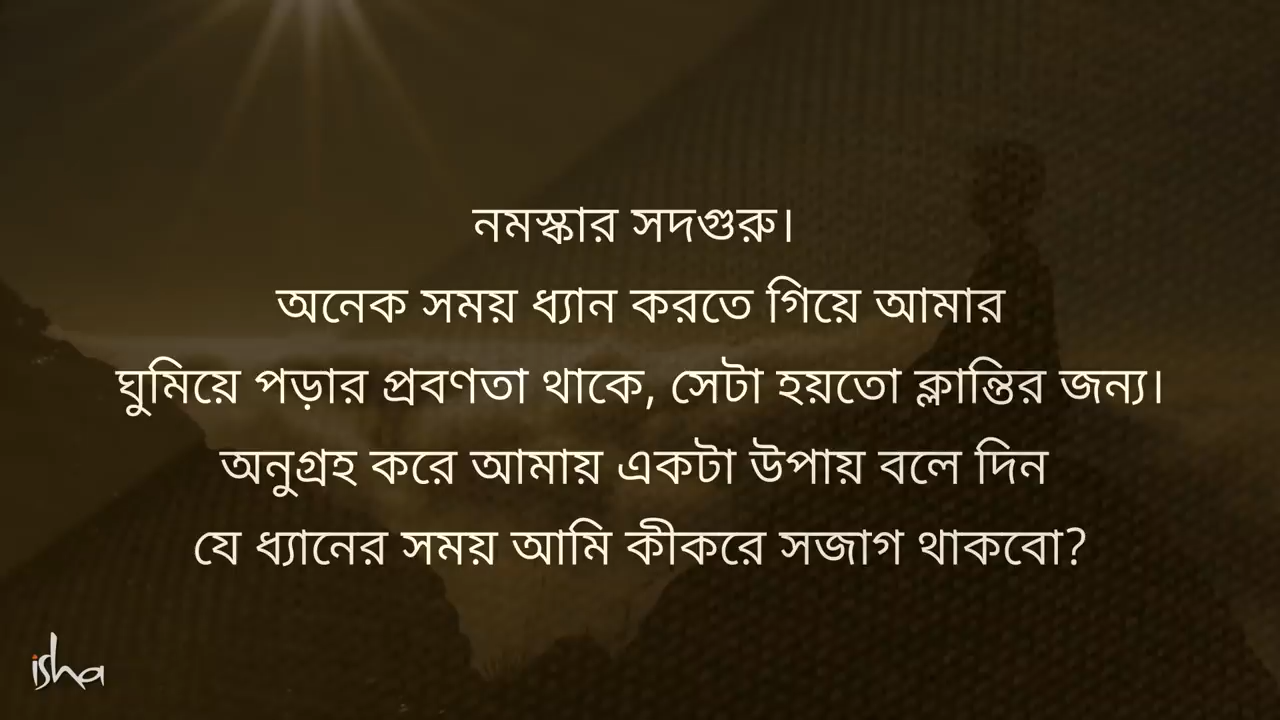 নমস্কার সদগুরু।
অনেক সময় ধ্যান করতে গিয়ে আমার
ঘুমিয়ে পড়ার প্রবণতা থাকে, সেটা হয়তো ক্লান্তির জন্য।
অনুগ্রহ করে আমায় একটা উপায় বলে দিন
যে ধ্যানের সময় আমি কীকরে সজাগ থাকবো?
isha